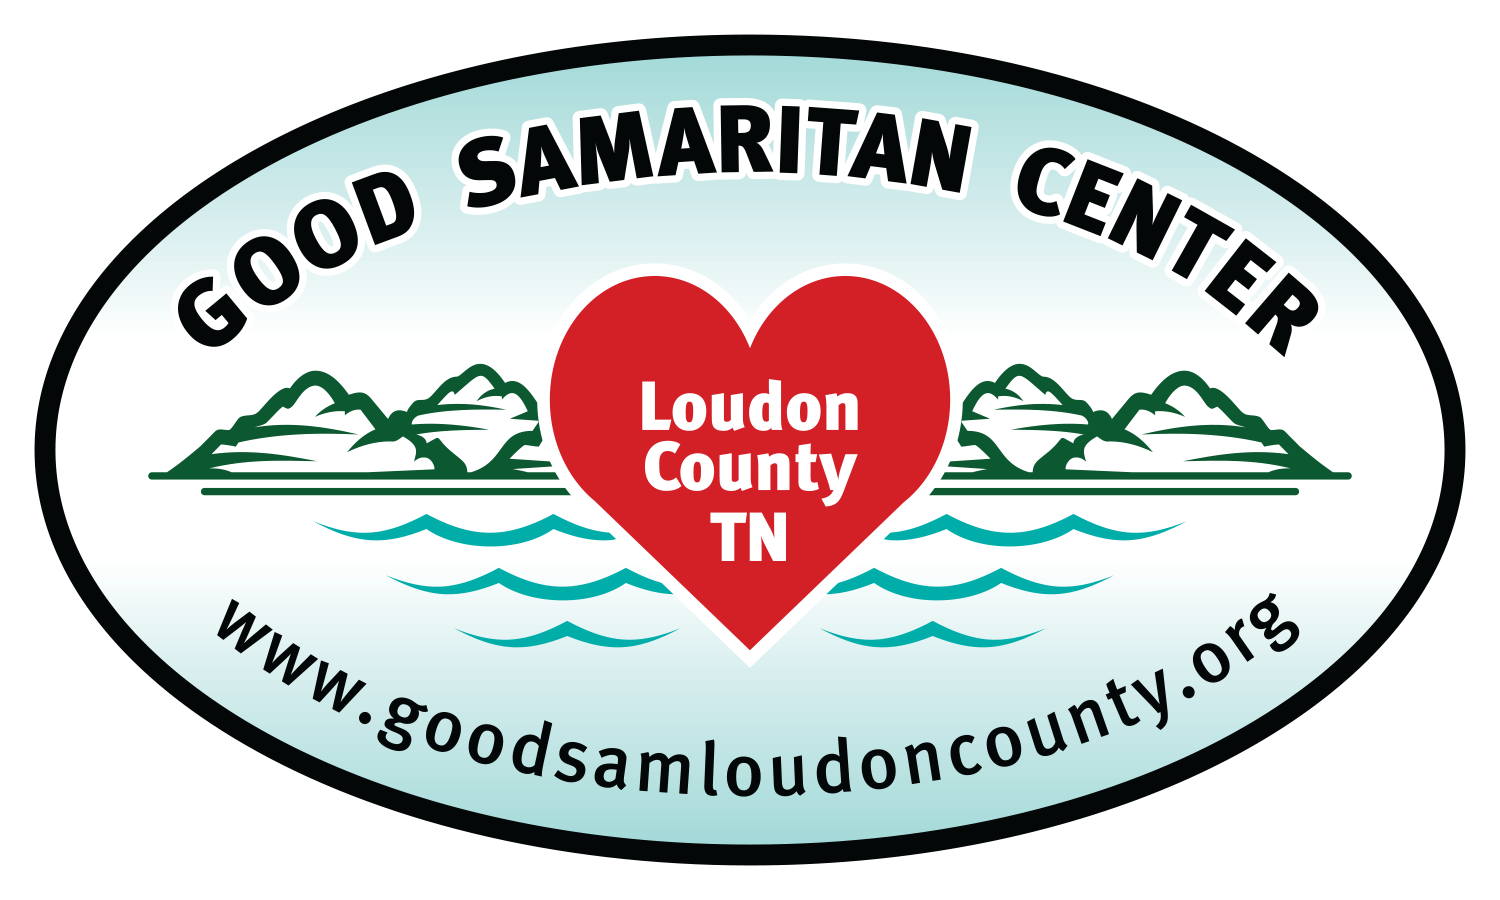 GOOD SAMARITAN CENTER
Loudon
County
TN
www.goodsamloudoncounty.org